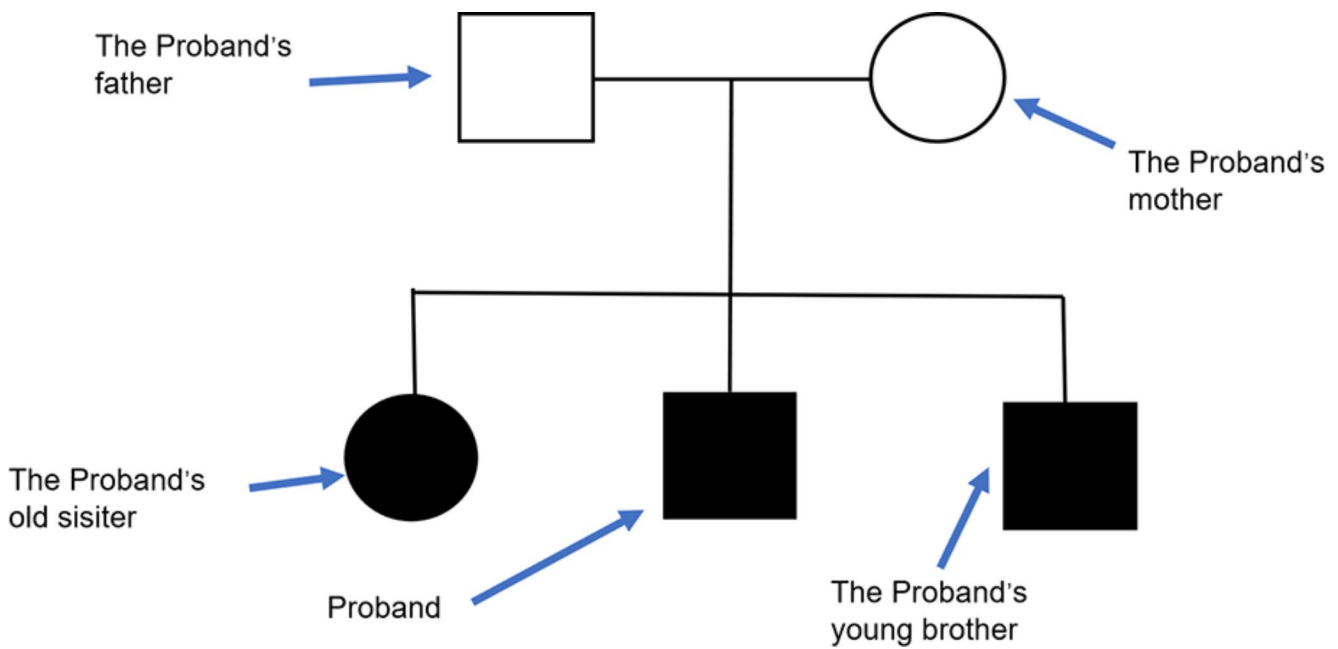 The Proband's
father
The Proband's
mother
The Proband's
old sisiter
Proband
The Proband's
young brother